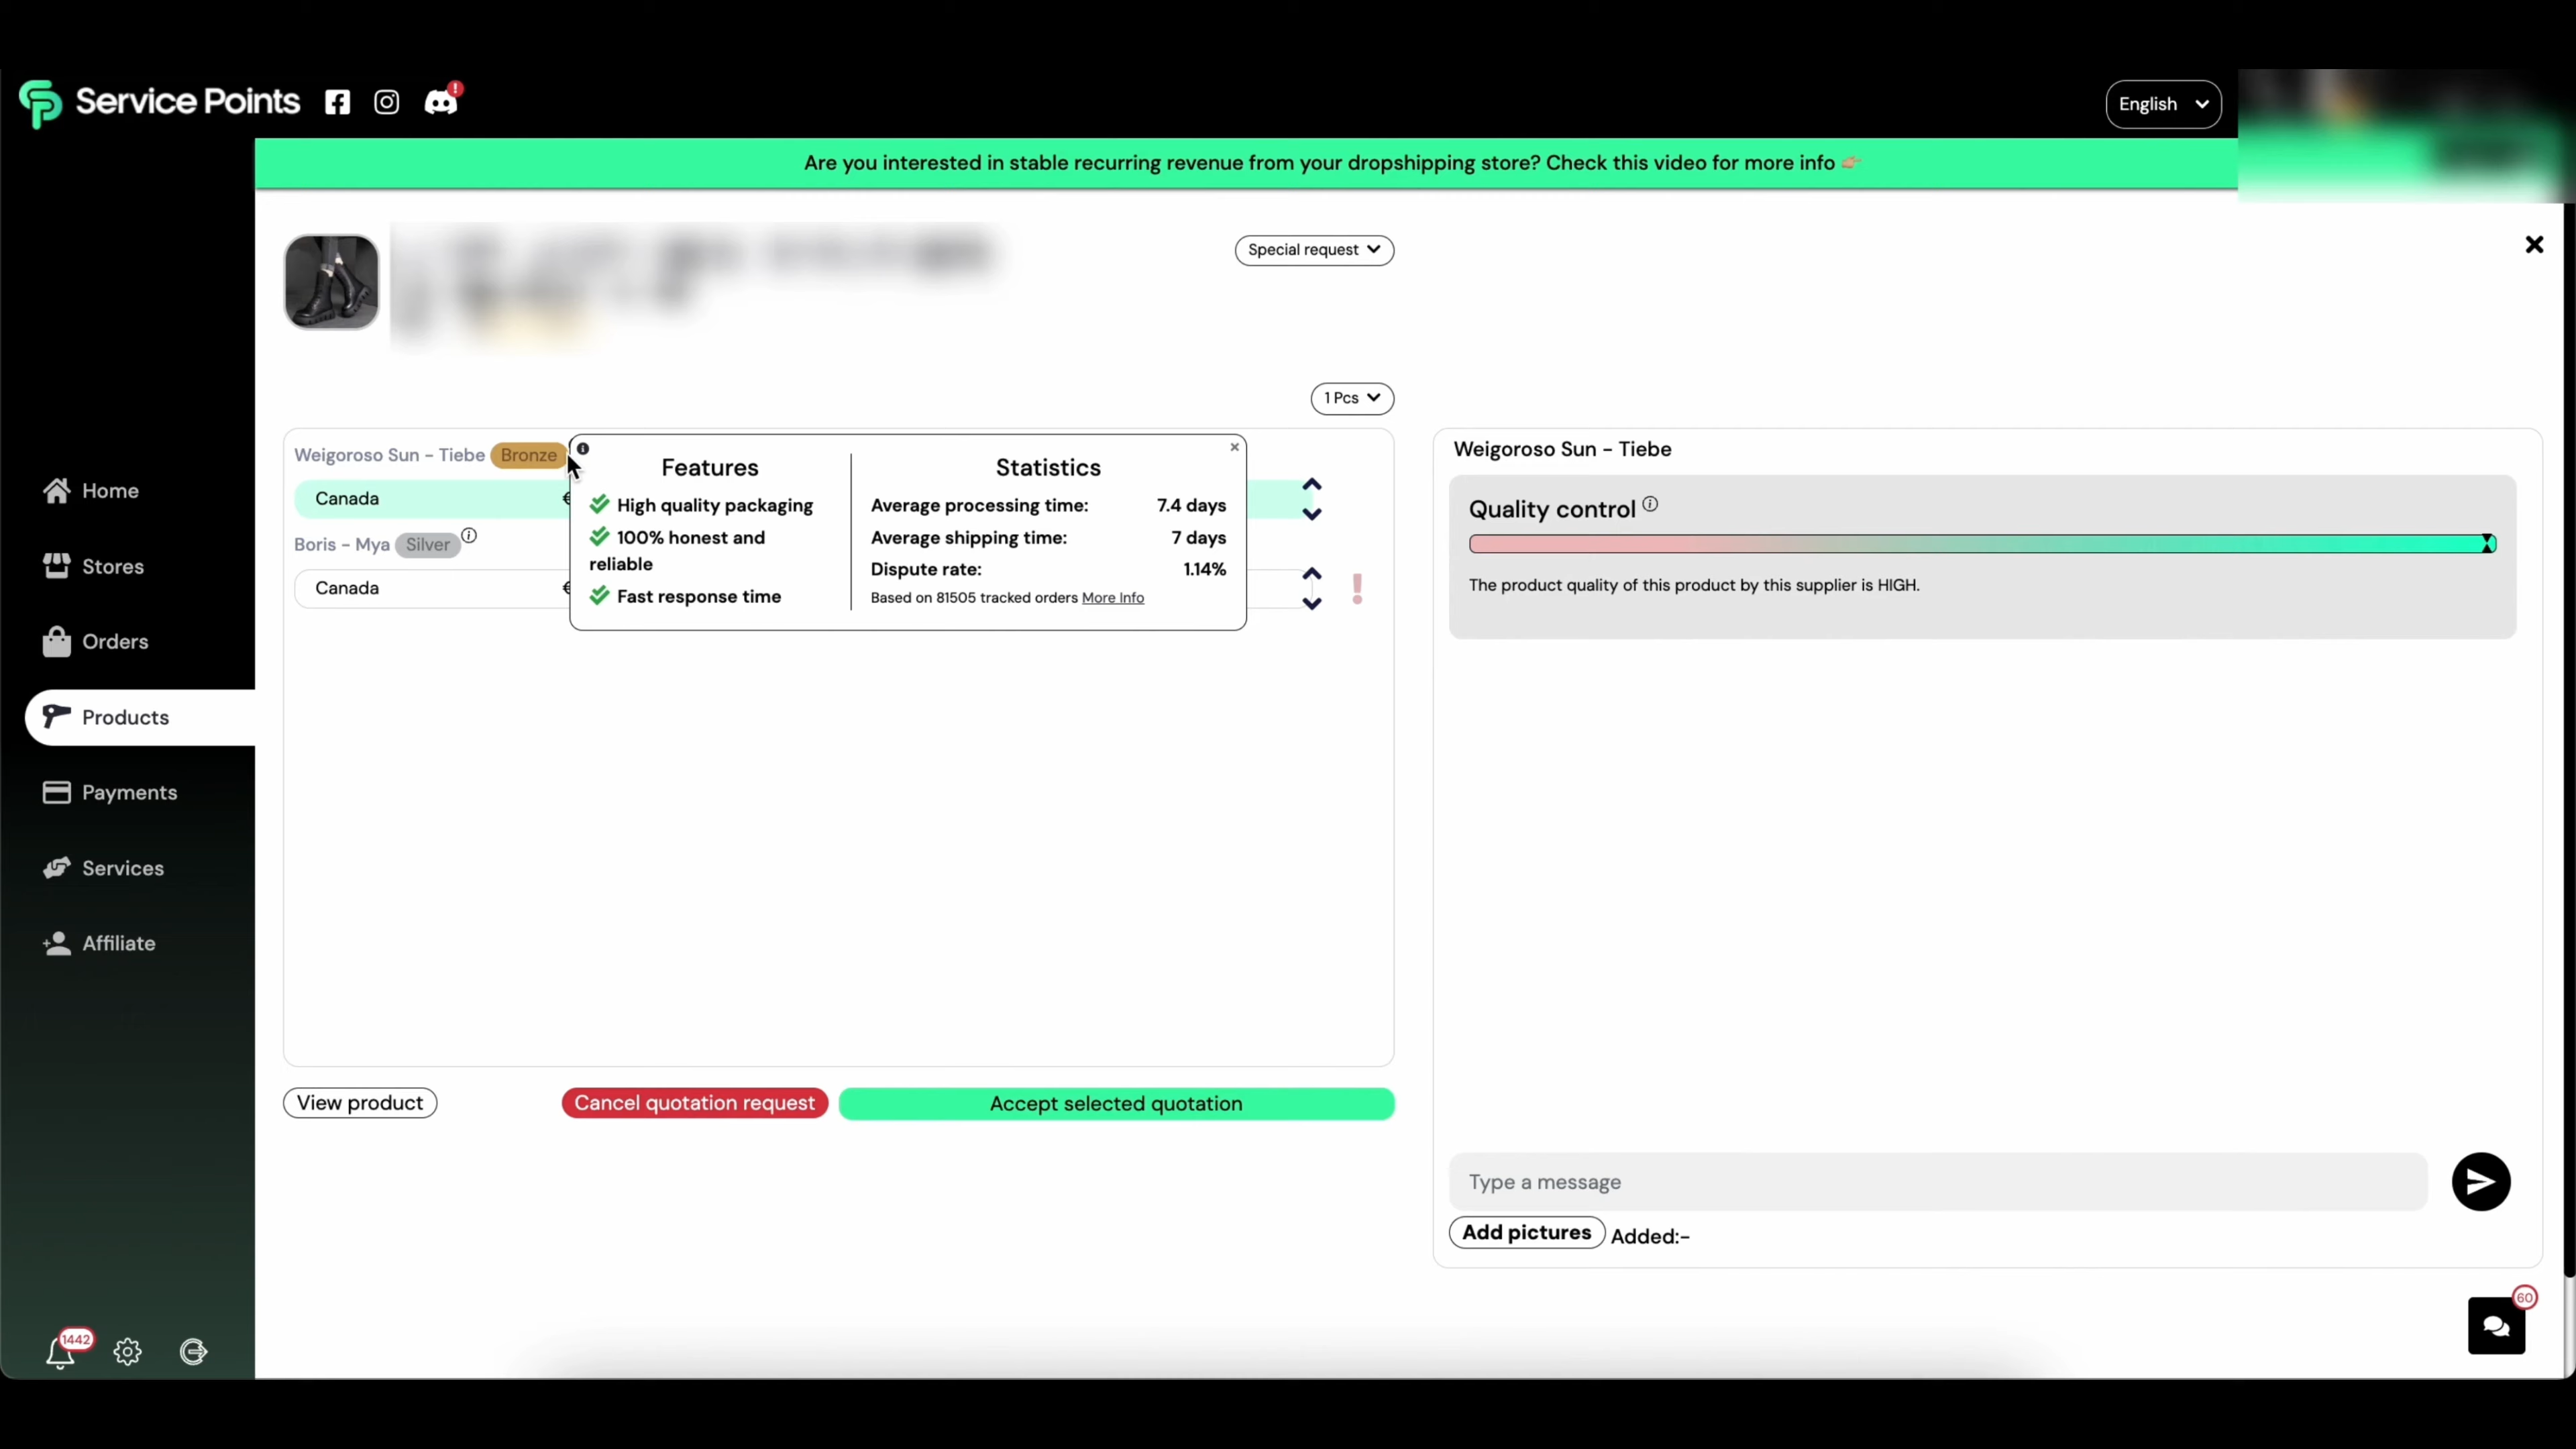 Service Points
!
English
Are you interested in stable recurring revenue from your dropshipping store? Check this video for more info 👉
Special request
1 Pcs
Weigoroso Sun - Tiebe Bronze
Canada €
Boris - Mya Silver
Canada €
Features
High quality packaging
100% honest and
reliable
Fast response time
Statistics
Average processing time: 7.4 days
Average shipping time: 7 days
Dispute rate: 1.14%
Based on 81505 tracked orders More Info
Weigoroso Sun - Tiebe
Quality control
The product quality of this product by this supplier is HIGH.
Home
Stores
Orders
Products
Payments
Services
Affiliate
View product
Cancel quotation request
Accept selected quotation
Type a message
Add pictures Added:-
1442
60